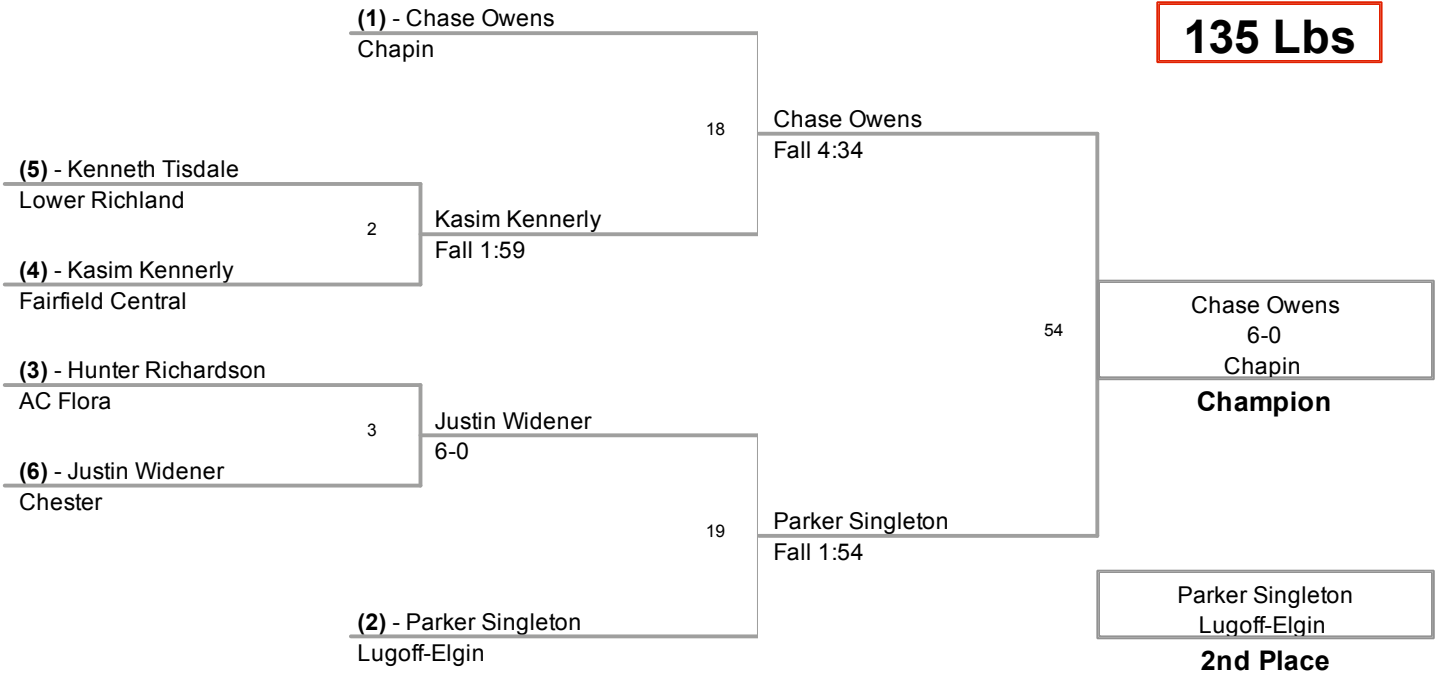 (1) - Chase Owens
Chapin
135 Lbs
18
Chase Owens
Fall 4:34
(5) - Kenneth Tisdale
Lower Richland
2
Kasim Kennerly
Fall 1:59
(4) - Kasim Kennerly
Fairfield Central
54
Chase Owens
6-0
Chapin
Champion
(3) - Hunter Richardson
AC Flora
3
Justin Widener
6-0
(6) - Justin Widener
Chester
19
Parker Singleton
Fall 1:54
(2) - Parker Singleton
Lugoff-Elgin
Parker Singleton
Lugoff-Elgin
2nd Place